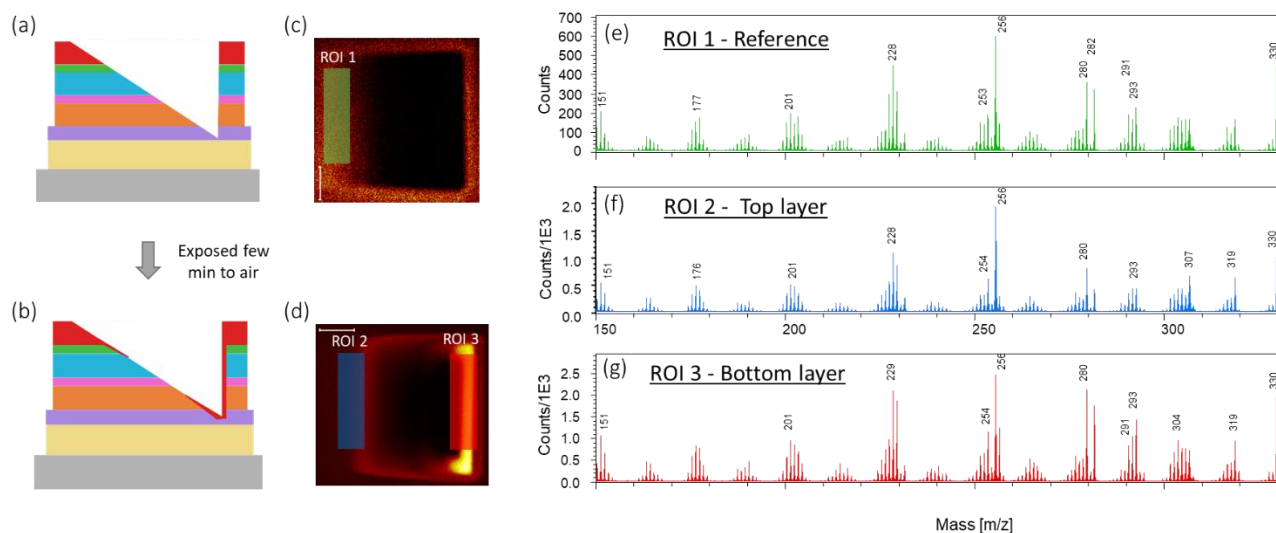 (a)
(c)
ROI 1
Exposed few
min to air
(b)
(d)
ROI 2
ROI 3
(e)
ROI 1 - Reference
700
600
500
400
300
200
100
0
Counts
151
177
201
228
253
256
280
282
291
293
330
(f)
ROI 2 - Top layer
2.0
1.5
1.0
0.5
0.0
Counts/1E3
151
176
201
228
254
256
280
293
307
319
330
150
200
250
300
(g)
ROI 3 - Bottom layer
2.5
2.0
1.5
1.0
0.5
0.0
Counts/1E3
151
201
229
254
256
280
291
293
304
319
330
Mass [m/z]